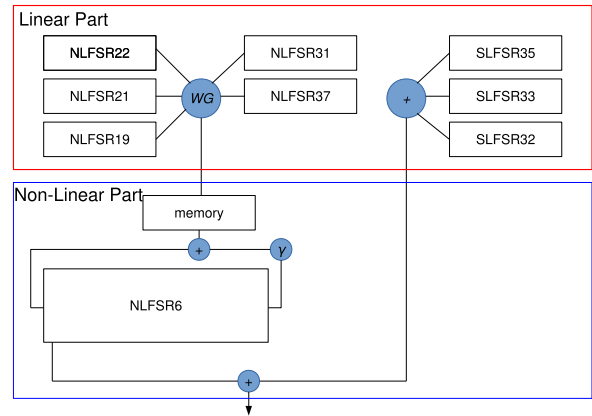 Linear Part
NLFSR22
NLFSR31
SLFSR35
NLFSR21
WG
NLFSR37
+
SLFSR33
NLFSR19
SLFSR32
Non-Linear Part
memory
+
γ
NLFSR6
+